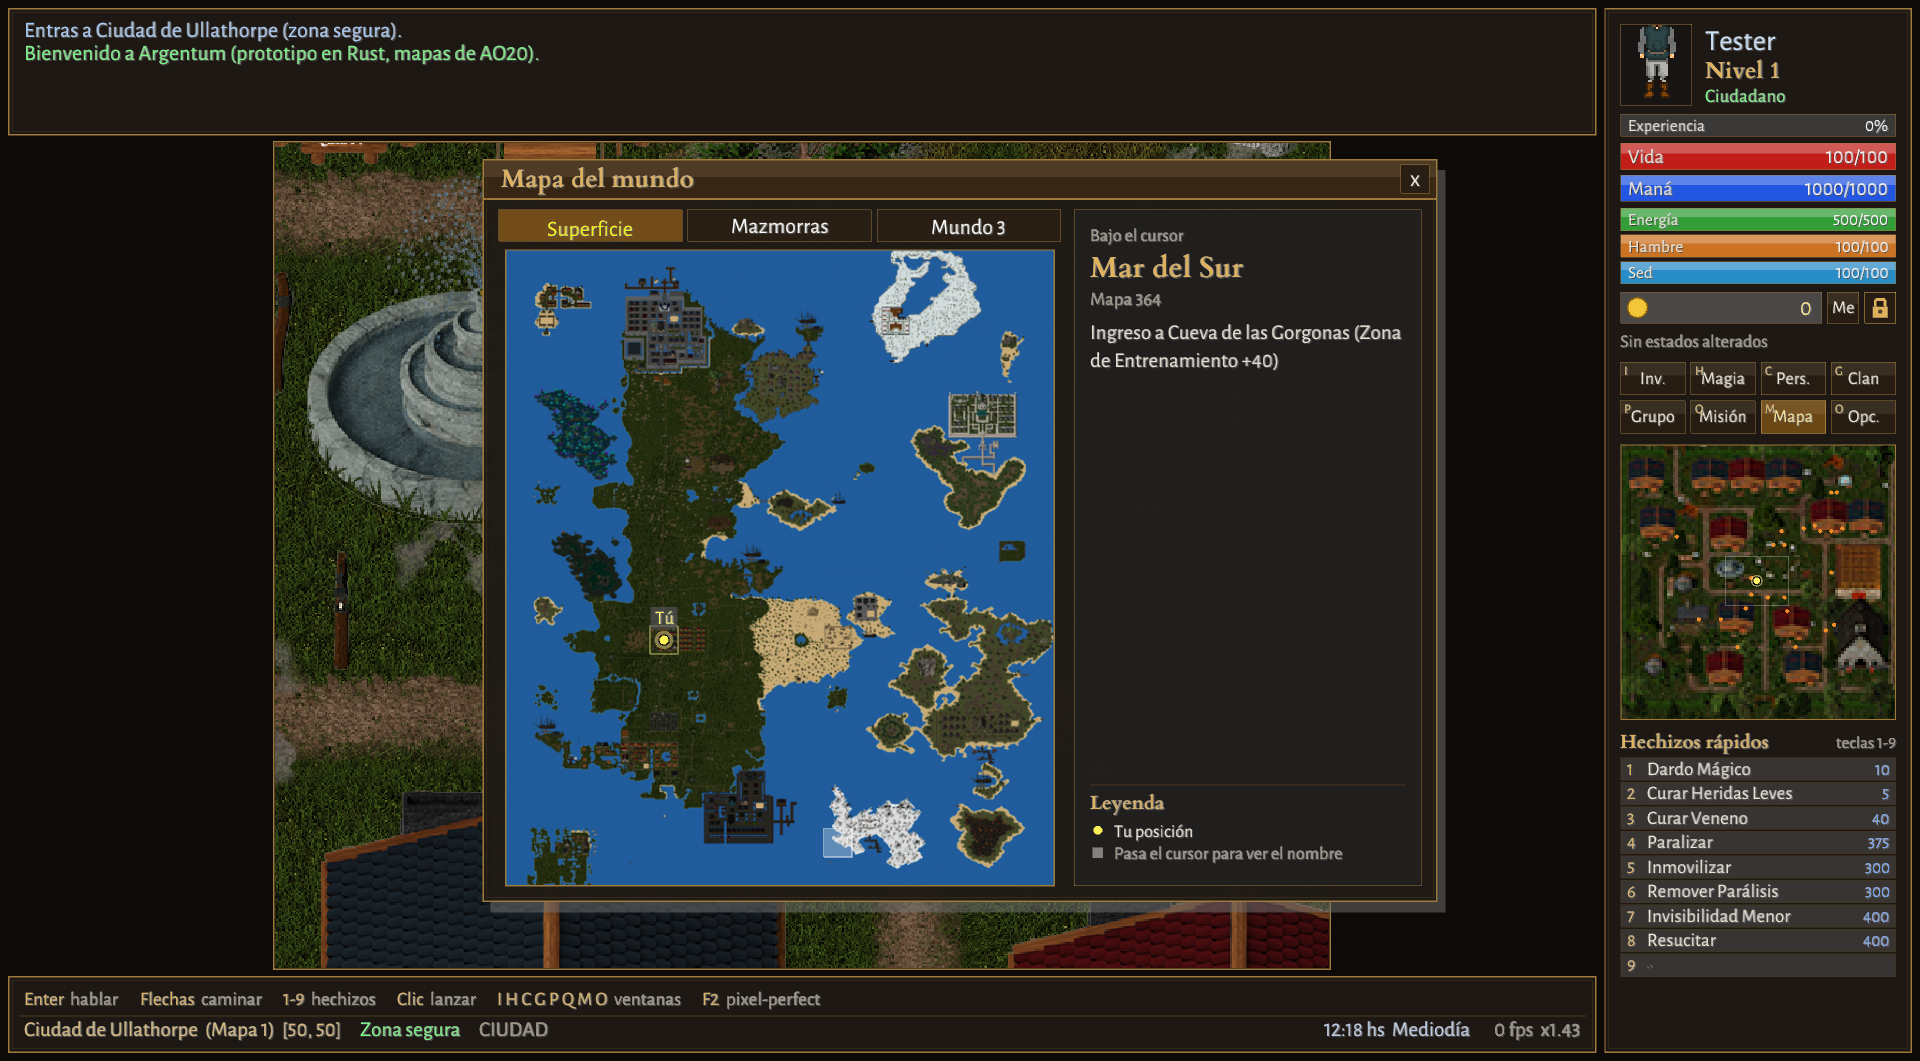 Entras a Ciudad de Ullathorpe (zona segura).
Bienvenido a Argentum (prototipo en Rust, mapas de AO20).
Mapa del mundo
x
Superficie
Mazmorras
Mundo 3
Tú
Bajo el cursor
Mar del Sur
Mapa 364
Ingreso a Cueva de las Gorgonas (Zona
de Entrenamiento +40)
Leyenda
Tu posición
Pasa el cursor para ver el nombre
Tester
Nivel 1
Ciudadano
Experiencia 0%
Vida 100/100
Maná 1000/1000
Energía 500/500
Hambre 100/100
Sed 100/100
0 Me
Sin estados alterados
I Inv. H Magia C Pers. G Clan
P Grupo Q Misión M Mapa O Opc.
Hechizos rápidos teclas 1-9
1 Dardo Mágico 10
2 Curar Heridas Leves 5
3 Curar Veneno 40
4 Paralizar 375
5 Inmovilizar 300
6 Remover Parálisis 300
7 Invisibilidad Menor 400
8 Resucitar 400
9
Enter hablar Flechas caminar 1-9 hechizos Clic lanzar I H C G P Q M O ventanas F2 pixel-perfect
Ciudad de Ullathorpe (Mapa 1) [50, 50] Zona segura CIUDAD 12:18 hs Mediodía 0 fps x1.43